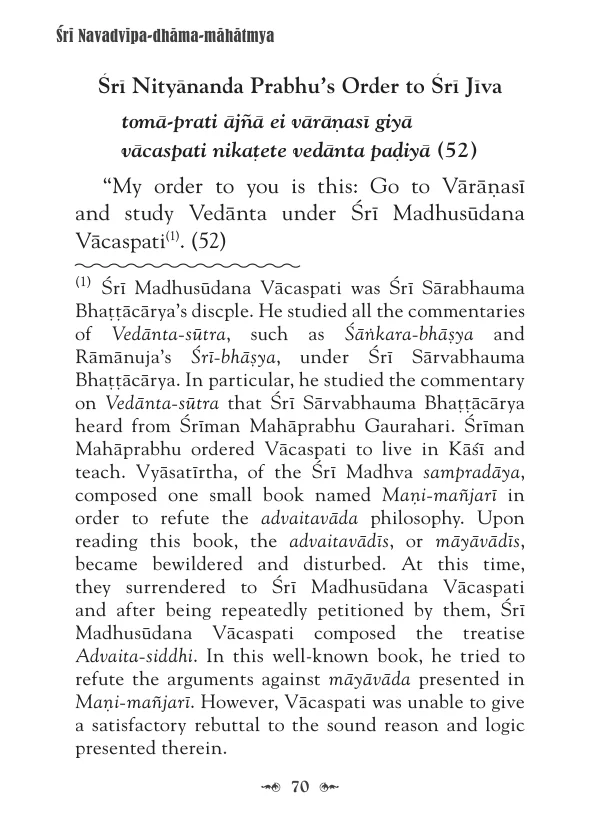 Śrī Navadvīpa-dhāma-māhātmya
Śrī Nityānanda Prabhu’s Order to Śrī Jīva
tomā-prati ājñā ei vārāṇasī giyā
vācaspati nikaṭete vedānta paḍiyā (52)
“My order to you is this: Go to Vārāṇasī
and study Vedānta under Śrī Madhusūdana
Vācaspati(1). (52)
(1) Śrī Madhusūdana Vācaspati was Śrī Sārabhauma
Bhaṭṭācārya’s discple. He studied all the commentaries
of Vedānta-sūtra, such as Śāṅkara-bhāṣya and
Rāmānuja’s Śrī-bhāṣya, under Śrī Sārvabhauma
Bhaṭṭācārya. In particular, he studied the commentary
on Vedānta-sūtra that Śrī Sārvabhauma Bhaṭṭācārya
heard from Śrīman Mahāprabhu Gaurahari. Śrīman
Mahāprabhu ordered Vācaspati to live in Kāśī and
teach. Vyāsatīrtha, of the Śrī Madhva sampradāya,
composed one small book named Maṇi-mañjarī in
order to refute the advaitavāda philosophy. Upon
reading this book, the advaitavādīs, or māyāvādīs,
became bewildered and disturbed. At this time,
they surrendered to Śrī Madhusūdana Vācaspati
and after being repeatedly petitioned by them, Śrī
Madhusūdana Vācaspati composed the treatise
Advaita-siddhi. In this well-known book, he tried to
refute the arguments against māyāvāda presented in
Maṇi-mañjarī. However, Vācaspati was unable to give
a satisfactory rebuttal to the sound reason and logic
presented therein.
70